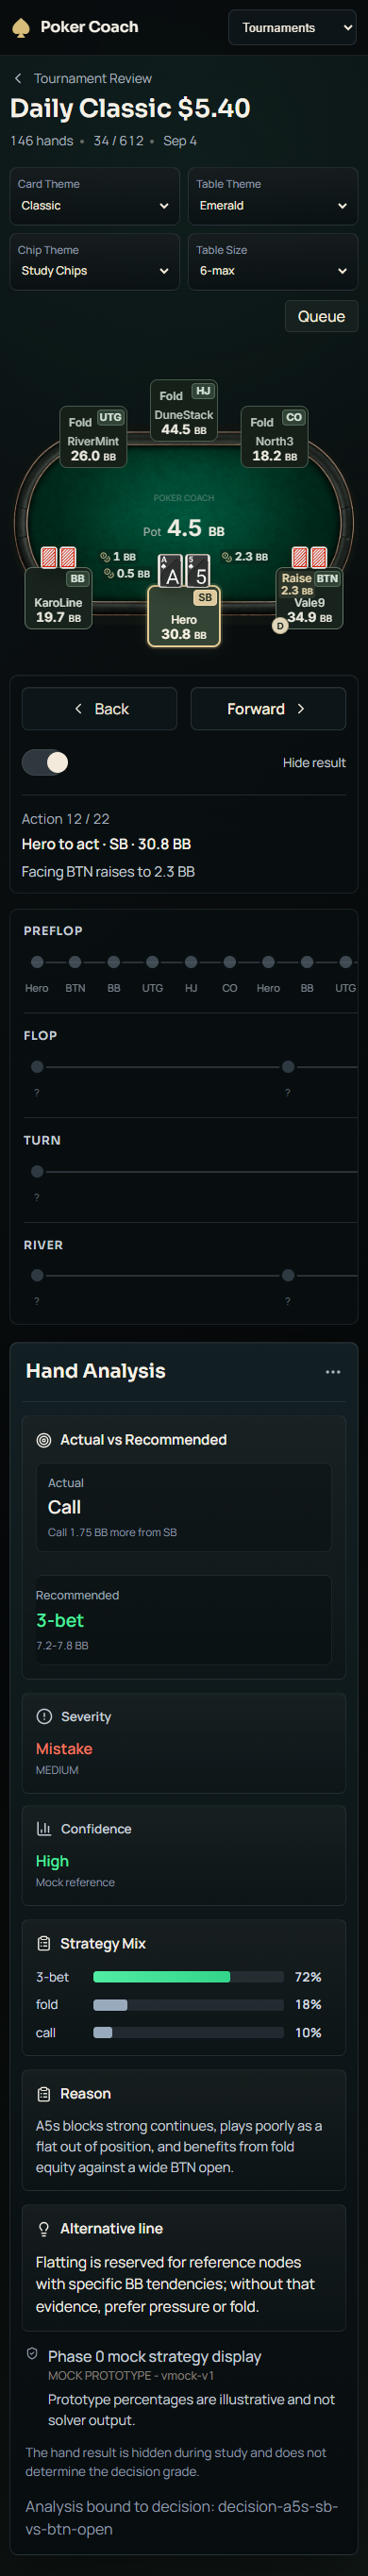 Poker Coach
Tournaments
Tournament Review
Daily Classic $5.40
146 hands • 34 / 612 • Sep 4
Card Theme
Classic
Table Theme
Emerald
Chip Theme
Study Chips
Table Size
6-max
Queue
Fold HJ
DuneStack
44.5 BB
Fold UTG
RiverMint
26.0 BB
Fold CO
North3
18.2 BB
POKER COACH
Pot 4.5 BB
1 BB
0.5 BB
2.3 BB
BB
KaroLine
19.7 BB
A 5
SB
Hero
30.8 BB
Raise BTN
2.3 BB
Vale9
34.9 BB
D
Back
Forward
Hide result
Action 12 / 22
Hero to act · SB · 30.8 BB
Facing BTN raises to 2.3 BB
PREFLOP
Hero BTN BB UTG HJ CO Hero BB UTG
FLOP
? ?
TURN
?
RIVER
? ?
Hand Analysis
Actual vs Recommended
Actual
Call
Call 1.75 BB more from SB
Recommended
3-bet
7.2-7.8 BB
Severity
Mistake
MEDIUM
Confidence
High
Mock reference
Strategy Mix
3-bet 72%
fold 18%
call 10%
Reason
A5s blocks strong continues, plays poorly as a
flat out of position, and benefits from fold
equity against a wide BTN open.
Alternative line
Flatting is reserved for reference nodes
with specific BB tendencies; without that
evidence, prefer pressure or fold.
Phase 0 mock strategy display
MOCK PROTOTYPE - vmock-v1
Prototype percentages are illustrative and not
solver output.
The hand result is hidden during study and does not
determine the decision grade.
Analysis bound to decision: decision-a5s-sb-
vs-btn-open